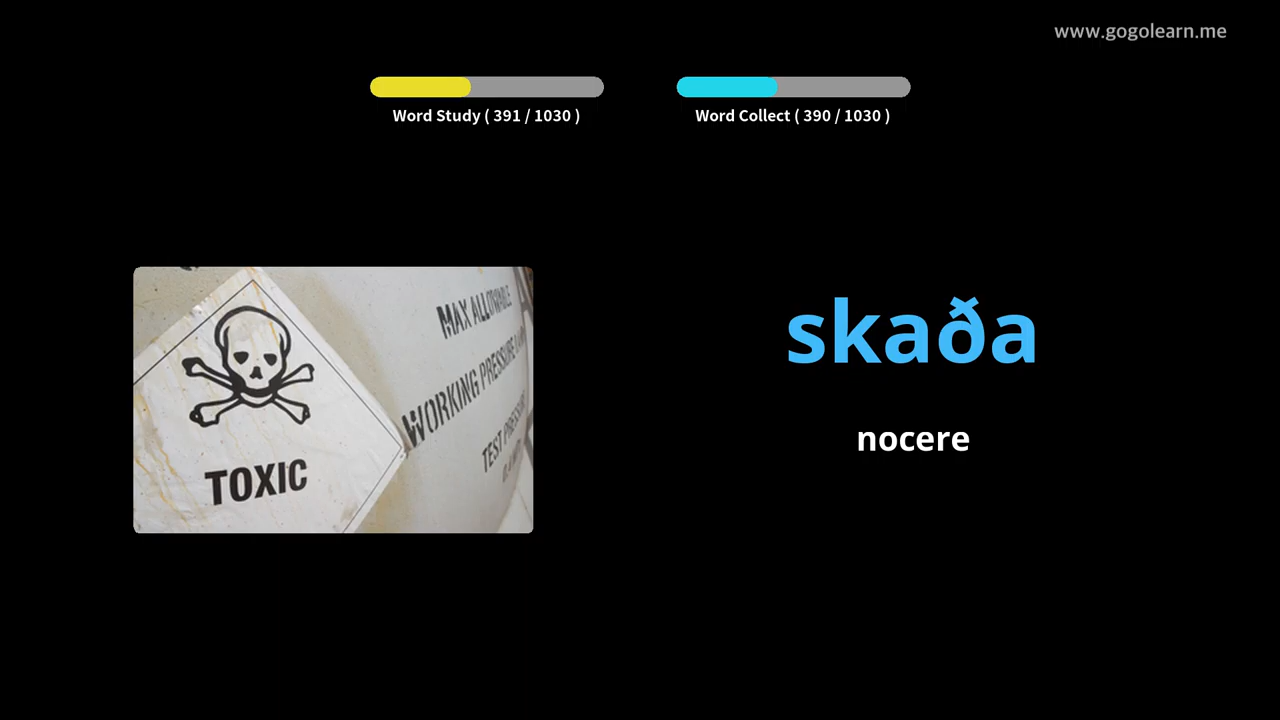 www.gogolearn.me
Word Study ( 391 / 1030 )
Word Collect ( 390 / 1030 )
MAX ALLOWABLE
WORKING PRESSURE
TEST PRESSURE
TOXIC
skaða
nocere